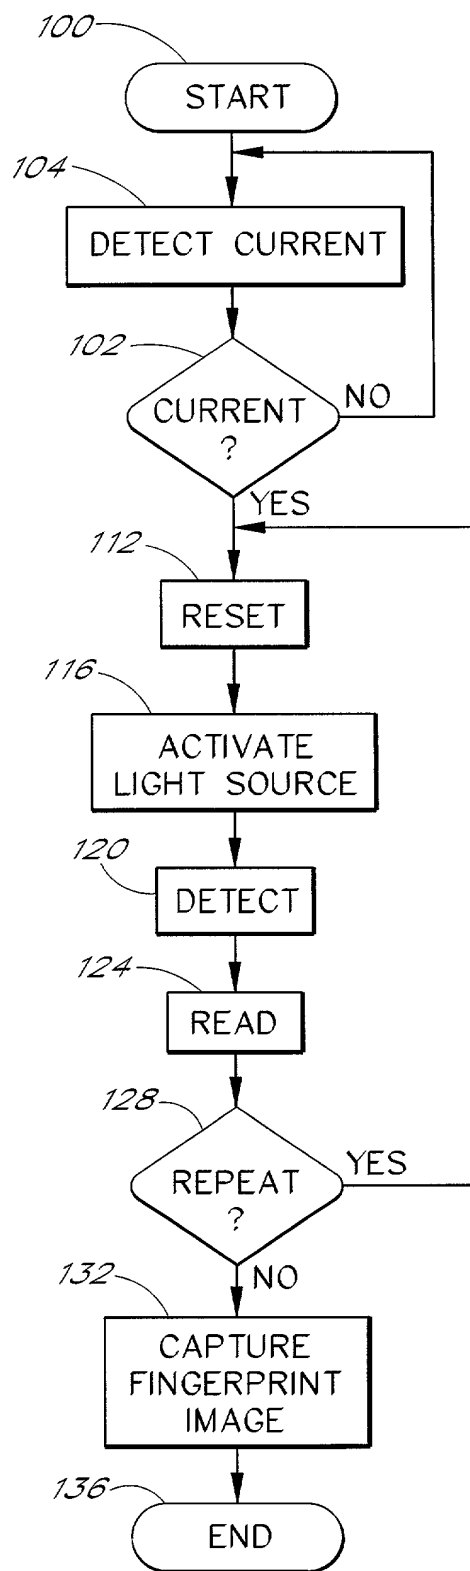 100
START
104
DETECT CURRENT
102
CURRENT
?
NO
YES
112
RESET
116
ACTIVATE
LIGHT SOURCE
120
DETECT
124
READ
128
REPEAT
?
YES
NO
132
CAPTURE
FINGERPRINT
IMAGE
136
END